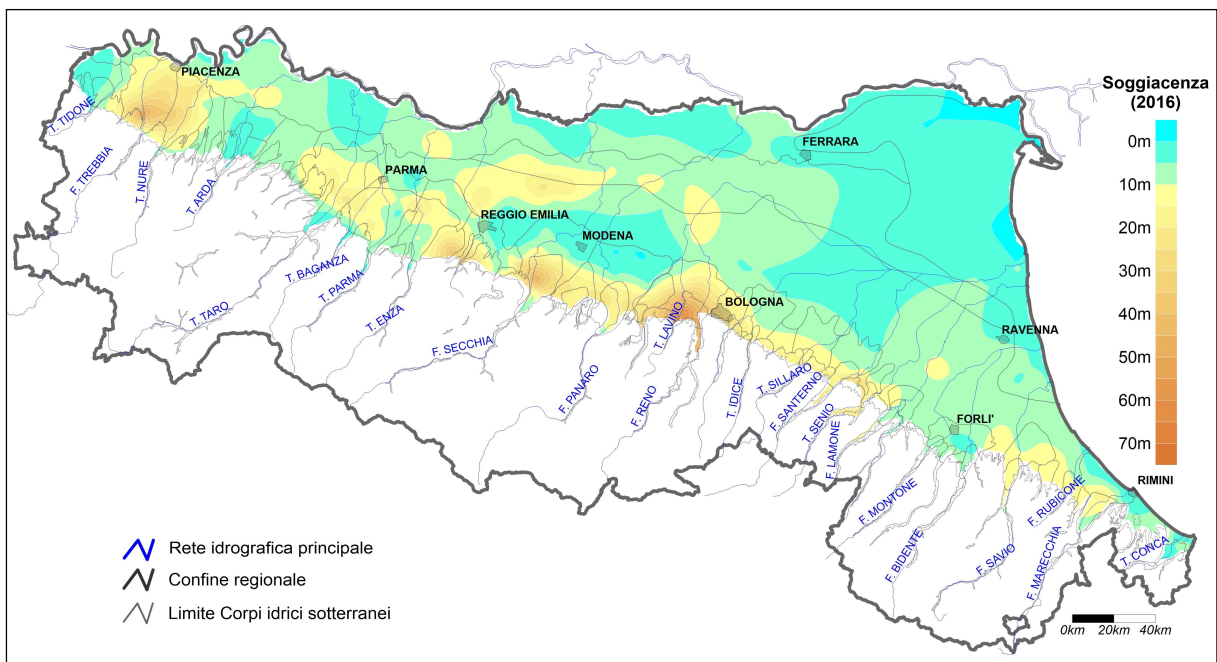 Soggiacenza
(2016)
0m
10m
20m
30m
40m
50m
60m
70m
PIACENZA
FERRARA
PARMA
REGGIO EMILIA
MODENA
BOLOGNA
RAVENNA
FORLI'
RIMINI
T. TIDONE
F. TREBBIA
T. NURE
T. ARDA
T. TARO
T. BAGANZA
T. PARMA
T. ENZA
F. SECCHIA
F. PANARO
F. RENO
T. LAVINO
T. IDICE
T. SILLARO
F. SANTERNO
T. SENIO
F. LAMONE
F. MONTONE
F. BIDENTE
F. SAVIO
F. RUBICONE
F. MARECCHIA
T. CONCA
Rete idrografica principale
Confine regionale
Limite Corpi idrici sotterranei
0km 20km 40km